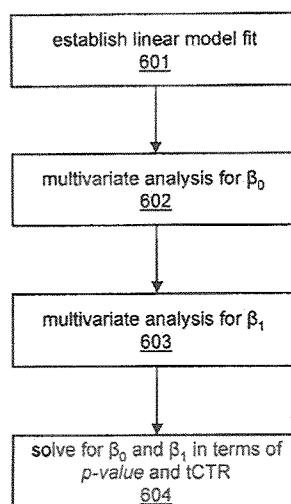 establish linear model fit
601
multivariate analysis for β₀
602
multivariate analysis for β₁
603
solve for β₀ and β₁ in terms of
p-value and tCTR
604